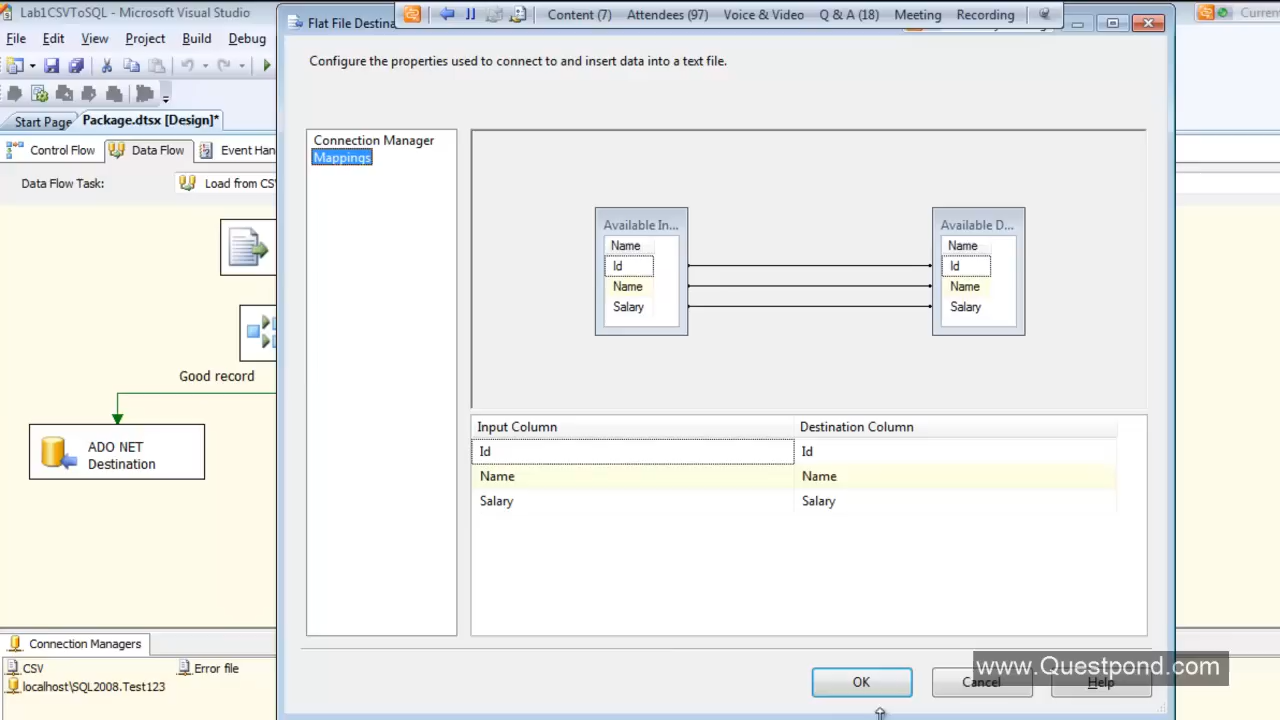 Lab1CSVToSQL - Microsoft Visual Studio
Flat File Destina
Content (7) Attendees (97) Voice & Video Q & A (18) Meeting Recording
Curren
File Edit View Project Build Debug
Configure the properties used to connect to and insert data into a text file.
Start Page Package.dtsx [Design]*
Control Flow Data Flow Event Han
Data Flow Task: Load from CS
Connection Manager
Mappings
Available In...
Name
Id
Name
Salary
Available D...
Name
Id
Name
Salary
Good record
ADO NET
Destination
Input Column Destination Column
Id Id
Name Name
Salary Salary
Connection Managers
CSV Error file
localhost\SQL2008.Test123
www.Questpond.com
OK Cancel Help